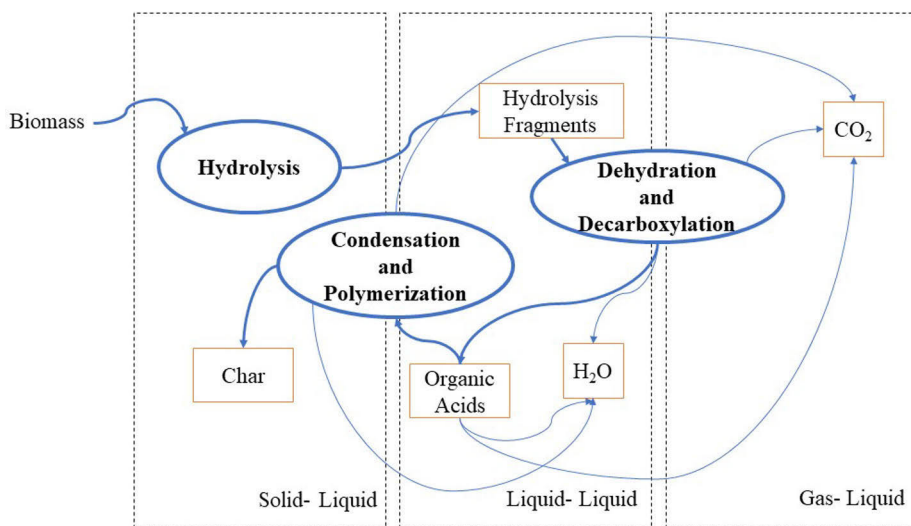 Biomass
Hydrolysis
Hydrolysis
Fragments
CO₂
Dehydration
and
Decarboxylation
Condensation
and
Polymerization
Char
Organic
Acids
H₂O
Solid- Liquid
Liquid- Liquid
Gas- Liquid